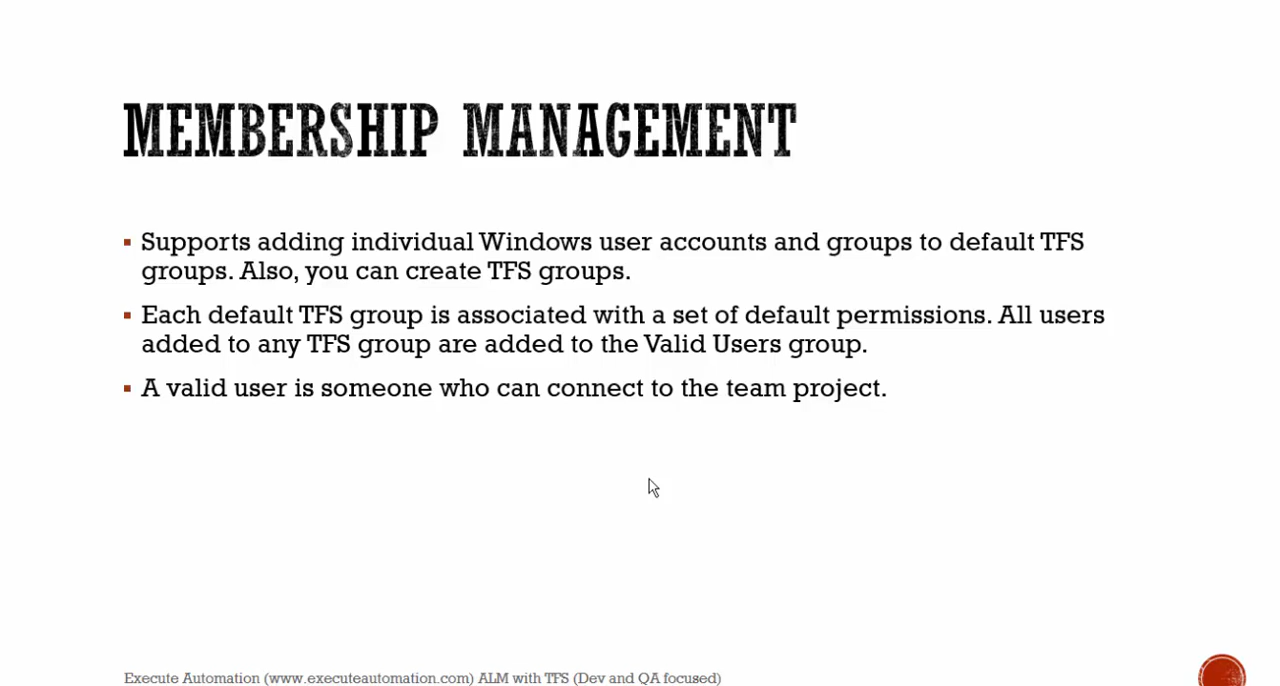 MEMBERSHIP MANAGEMENT
Supports adding individual Windows user accounts and groups to default TFS
groups. Also, you can create TFS groups.
Each default TFS group is associated with a set of default permissions. All users
added to any TFS group are added to the Valid Users group.
A valid user is someone who can connect to the team project.
Execute Automation (www.executeautomation.com) ALM with TFS (Dev and QA focused)